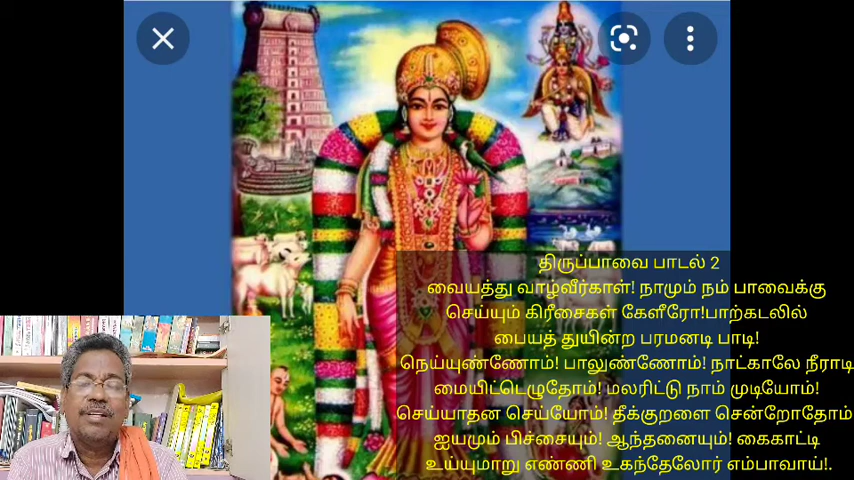 திருப்பாவை பாடல் 2
வையத்து வாழ்வீர்காள்! நாமும் நம் பாவைக்கு
செய்யும் கிரீசைகள் கேளீரோ!பாற்கடலில்
பையத் துயின்ற பரமனடி பாடி!
நெய்யுண்ணோம்! பாலுண்ணோம்! நாட்காலே நீராடி
மையிட்டெழுதோம்! மலரிட்டு நாம் முடியோம்!
செய்யாதன செய்யோம்! தீக்குறளை சென்றோதோம்
ஐயமும் பிச்சையும்! ஆந்தனையும்! கைகாட்டி
உய்யுமாறு எண்ணி உகந்தேலோர் எம்பாவாய்!.